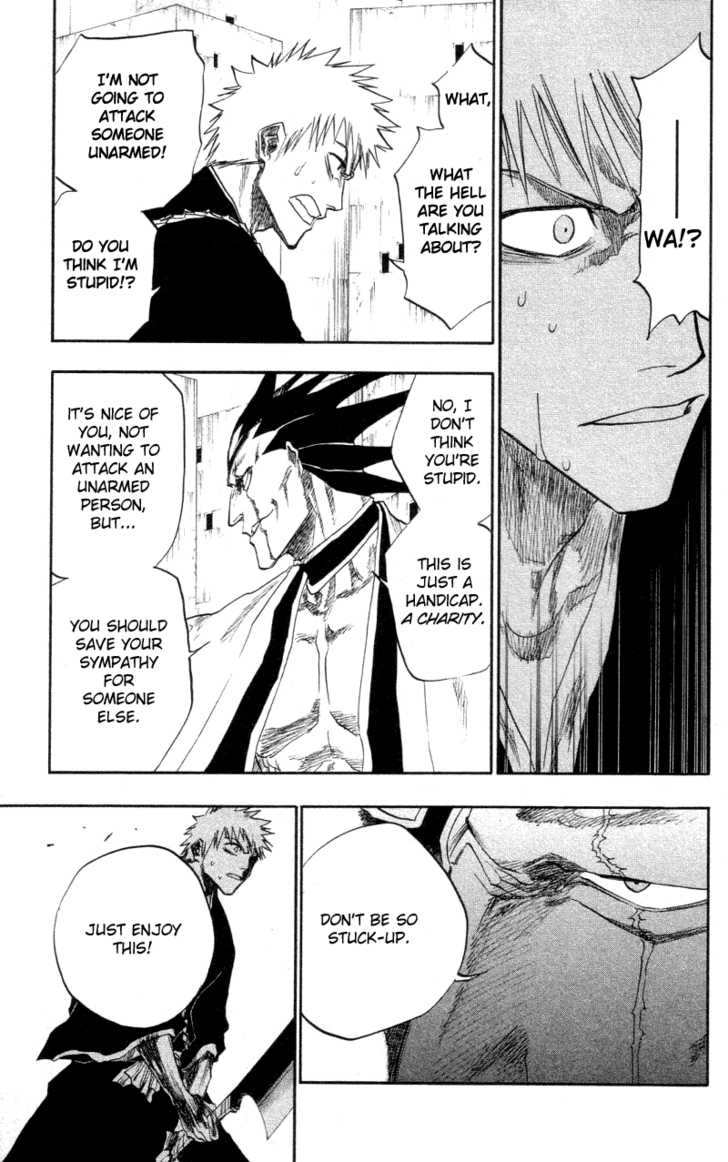 —WA!?
WHAT,
WHAT
THE HELL
ARE YOU
TALKING
ABOUT?
I'M NOT
GOING TO
ATTACK
SOMEONE
UNARMED!
DO YOU
THINK I'M
STUPID!?
NO, I
DON'T
THINK
YOU'RE
STUPID.
THIS IS
JUST A
HANDICAP.
A CHARITY.
IT'S NICE OF
YOU, NOT
WANTING TO
ATTACK AN
UNARMED
PERSON,
BUT...
YOU SHOULD
SAVE YOUR
SYMPATHY
FOR
SOMEONE
ELSE.
DON'T BE SO
STUCK-UP.
JUST ENJOY
THIS!